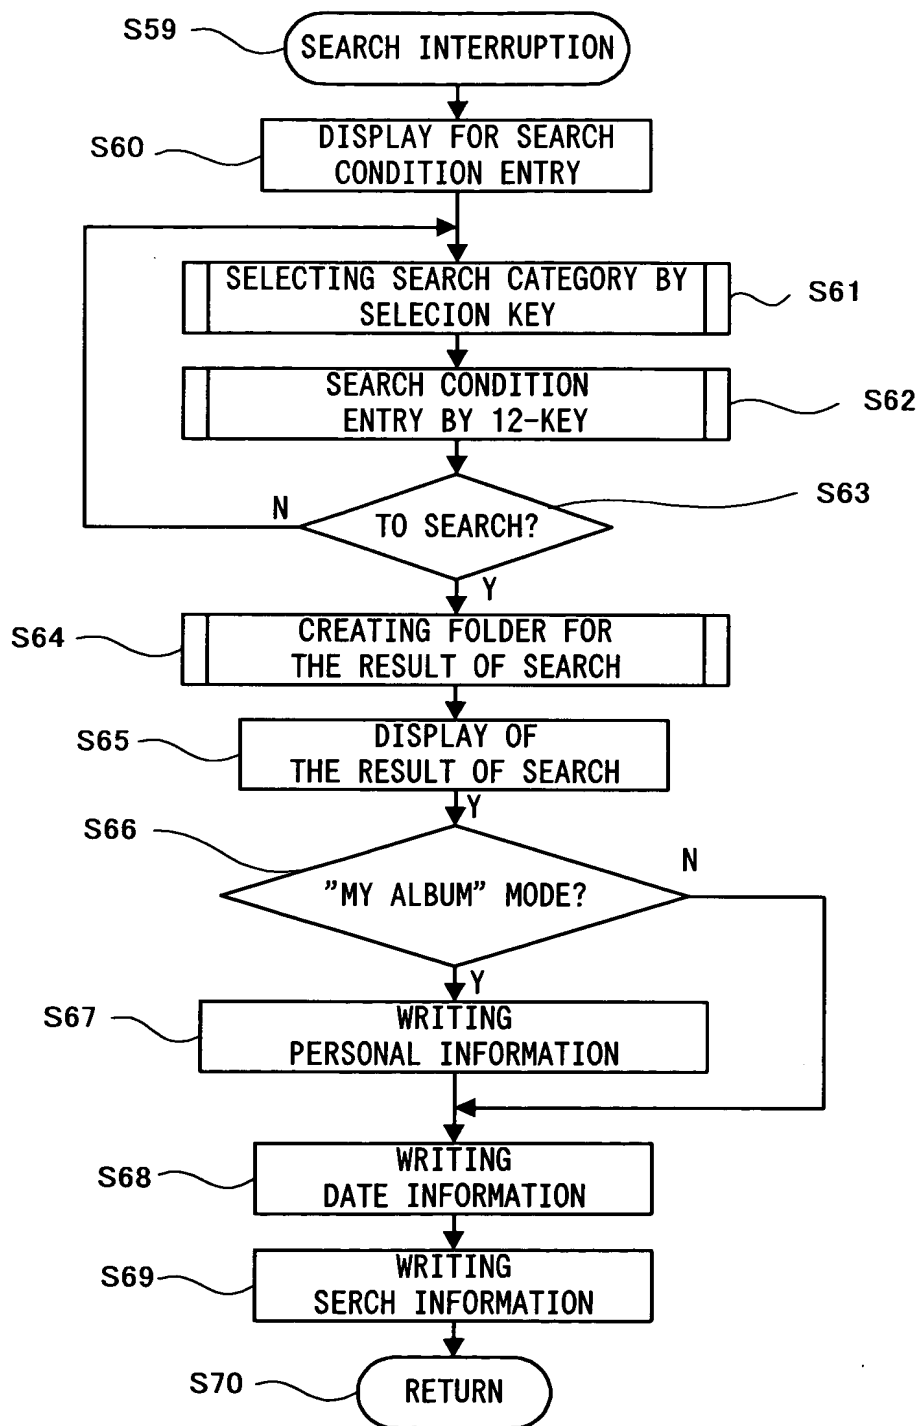 S59
SEARCH INTERRUPTION
S60
DISPLAY FOR SEARCH
CONDITION ENTRY
SELECTING SEARCH CATEGORY BY
SELECION KEY
S61
SEARCH CONDITION
ENTRY BY 12-KEY
S62
S63
N
TO SEARCH?
Y
S64
CREATING FOLDER FOR
THE RESULT OF SEARCH
S65
DISPLAY OF
THE RESULT OF SEARCH
Y
S66
N
”MY ALBUM” MODE?
Y
S67
WRITING
PERSONAL INFORMATION
S68
WRITING
DATE INFORMATION
S69
WRITING
SERCH INFORMATION
S70
RETURN